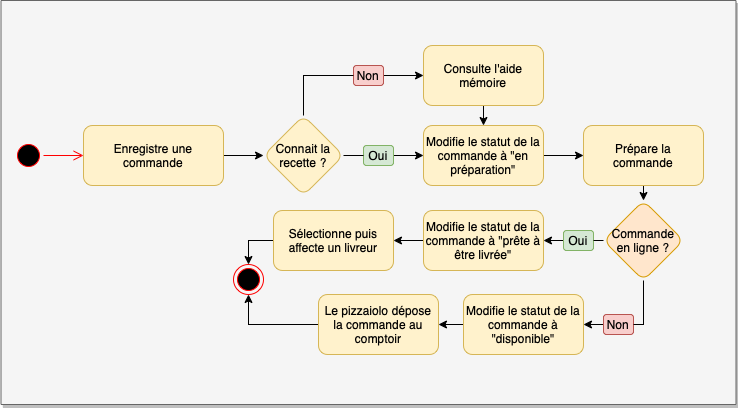 Non
Consulte l'aide
mémoire
Enregistre une
commande
Connait la
recette ?
Oui
Modifie le statut de la
commande à "en
préparation"
Prépare la
commande
Sélectionne puis
affecte un livreur
Modifie le statut de la
commande à "prête à
être livrée"
Oui
Commande
en ligne ?
Le pizzaiolo dépose
la commande au
comptoir
Modifie le statut de la
commande à
"disponible"
Non